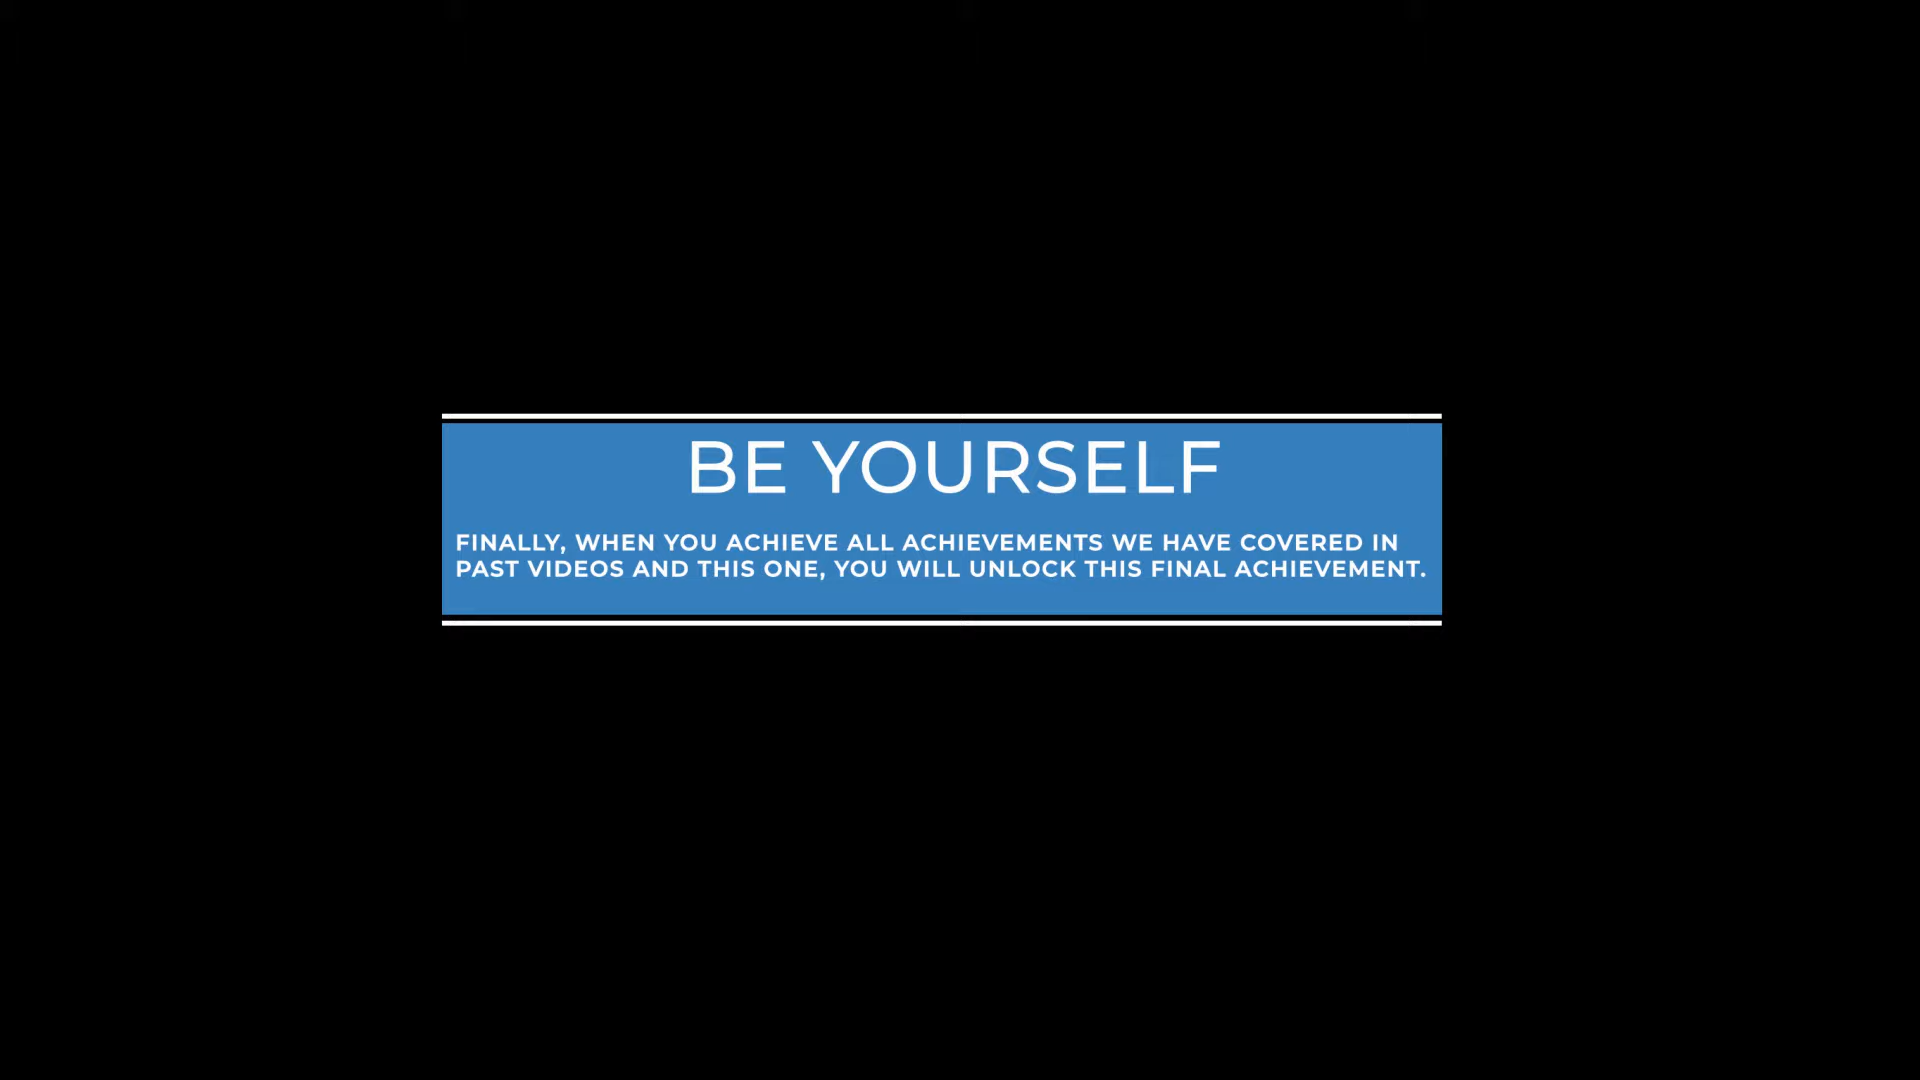 BE YOURSELF
FINALLY, WHEN YOU ACHIEVE ALL ACHIEVEMENTS WE HAVE COVERED IN
PAST VIDEOS AND THIS ONE, YOU WILL UNLOCK THIS FINAL ACHIEVEMENT.